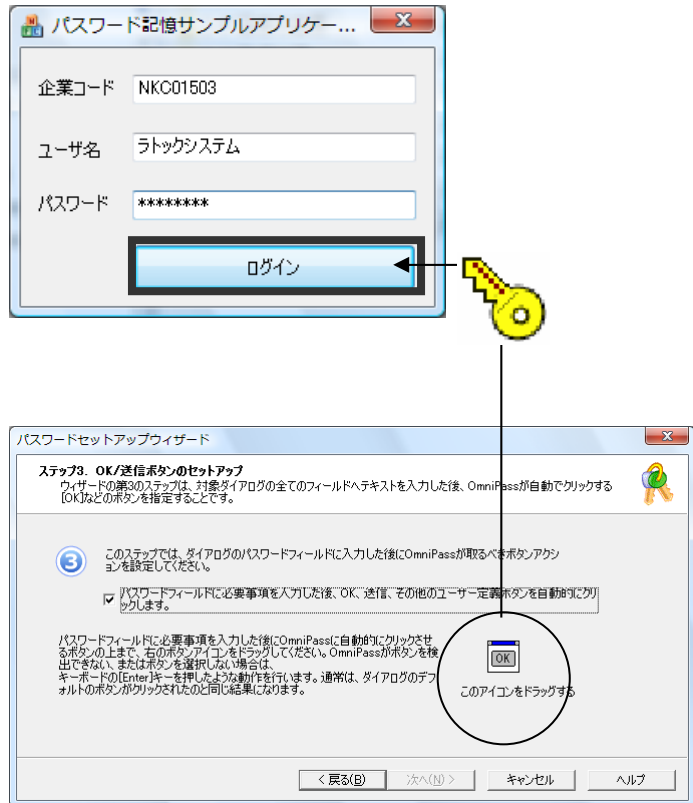 パスワード記憶サンプルアプリケー...
企業コード NKC01503
ユーザ名 ラトックシステム
パスワード ********
ログイン
パスワードセットアップウィザード
ステップ3. OK/送信ボタンのセットアップ
ウィザードの第3のステップは、対象ダイアログの全てのフィールドへテキストを入力した後、OmniPassが自動でクリックする
[OK]などのボタンを指定することです。
3 このステップでは、ダイアログのパスワードフィールドに入力した後にOmniPassが取るべきボタンアクシ
ョンを設定してください。
パスワードフィールドに必要事項を入力した後、OK、送信、その他のユーザー定義ボタンを自動的にクリ
ックします。
パスワードフィールドに必要事項を入力した後にOmniPassに自動的にクリックさせ
るボタンの上まで、右のボタンアイコンをドラッグしてください。OmniPassがボタンを検
出できない、またはボタンを選択しない場合は、
キーボードの[Enter]キーを押したような動作を行います。通常は、ダイアログのデフ
ォルトのボタンがクリックされたのと同じ結果になります。
OK
このアイコンをドラッグする
< 戻る(B) 次へ(N) > キャンセル ヘルプ